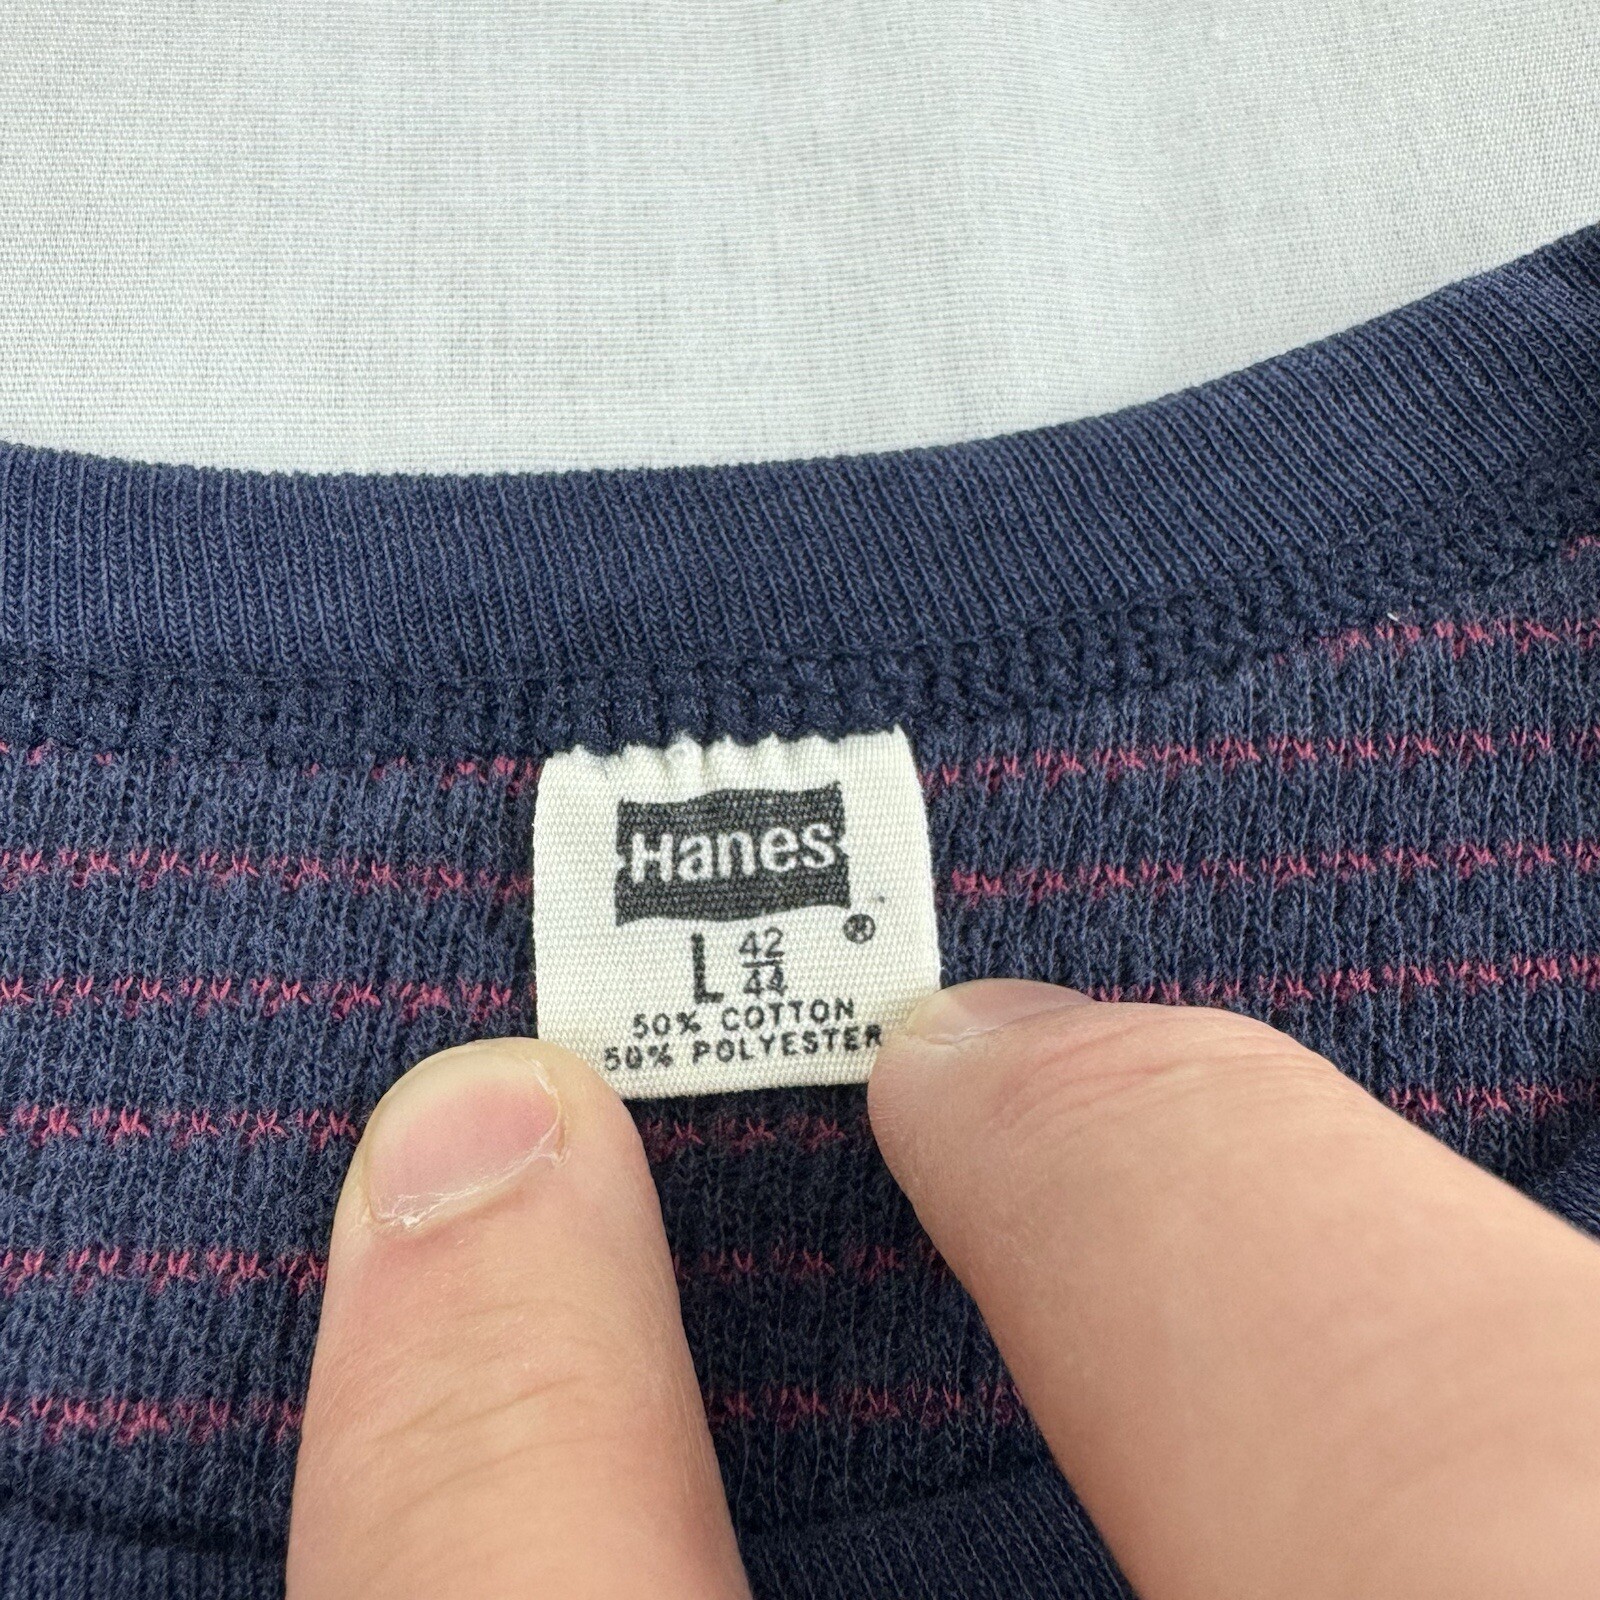 Hanes
®
L 42/44
50% COTTON
50% POLYESTER